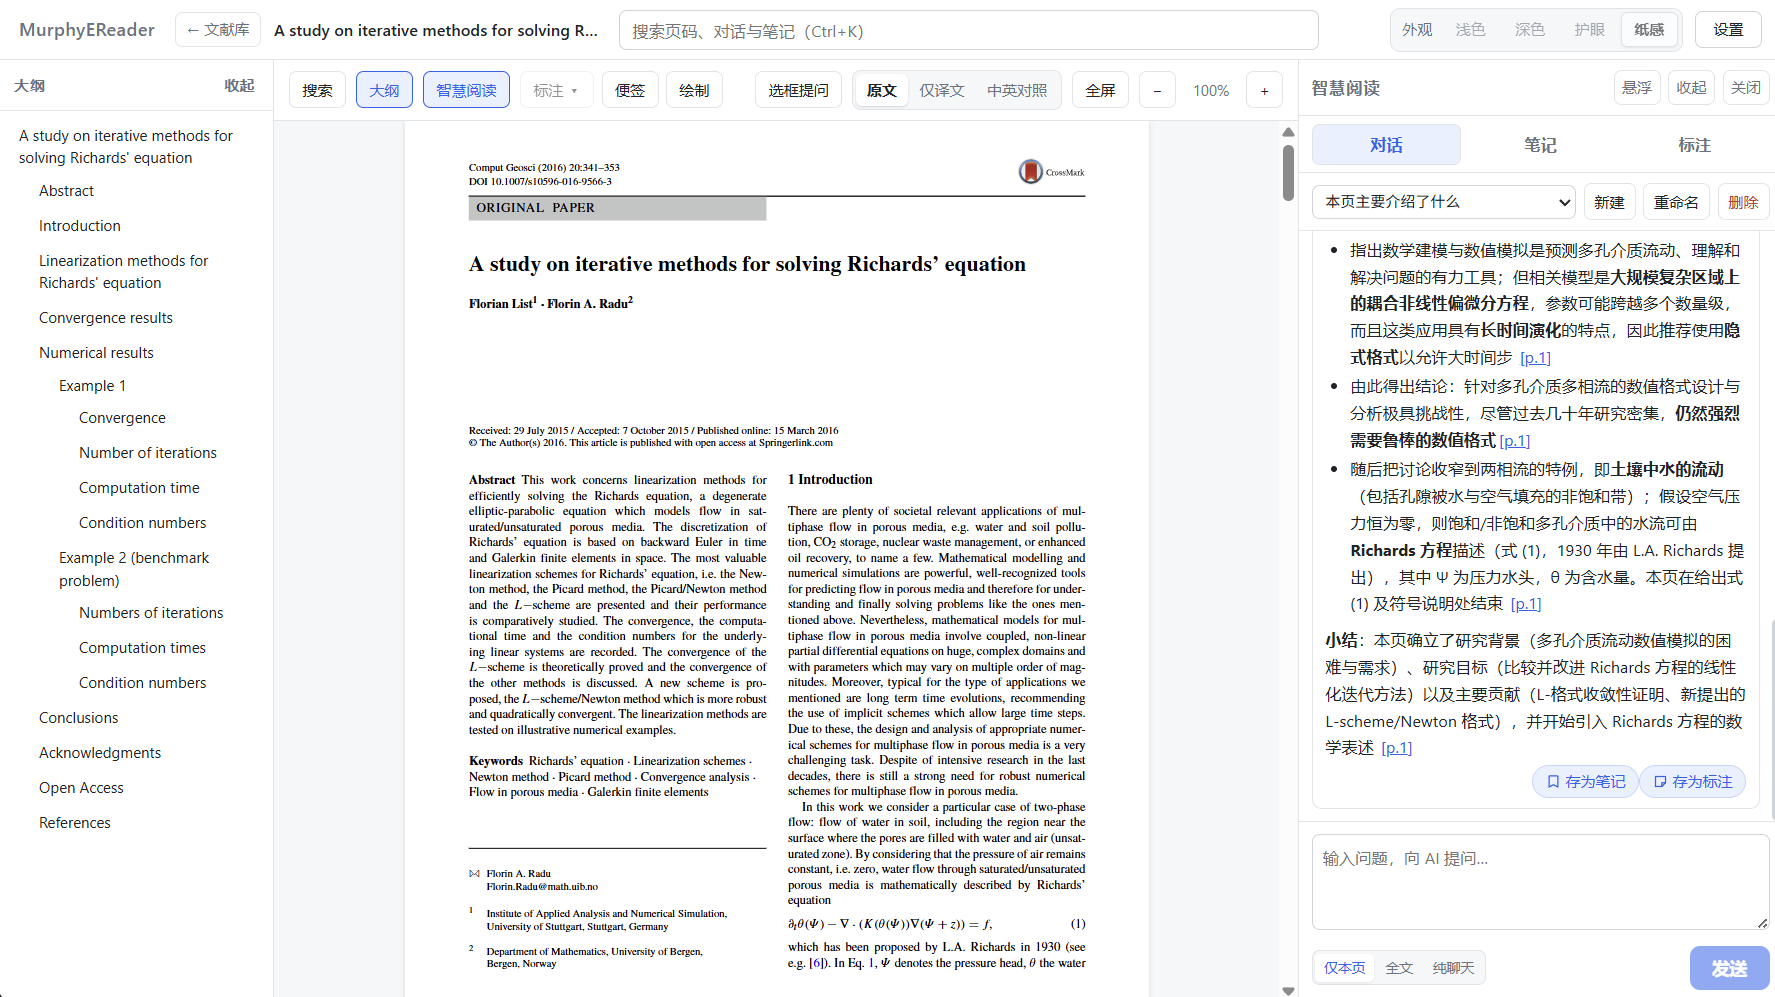 MurphyEReader
← 文献库
A study on iterative methods for solving R...
搜索页码、对话与笔记（Ctrl+K）
外观
浅色
深色
护眼
纸感
设置
大纲
收起
A study on iterative methods for
solving Richards' equation
Abstract
Introduction
Linearization methods for
Richards' equation
Convergence results
Numerical results
Example 1
Convergence
Number of iterations
Computation time
Condition numbers
Example 2 (benchmark
problem)
Numbers of iterations
Computation times
Condition numbers
Conclusions
Acknowledgments
Open Access
References
搜索
大纲
智慧阅读
标注
便签
绘制
选框提问
原文
仅译文
中英对照
全屏
−
100%
+
Comput Geosci (2016) 20:341–353
DOI 10.1007/s10596-016-9566-3
CrossMark
ORIGINAL PAPER
A study on iterative methods for solving Richards’ equation
Florian List1 · Florin A. Radu2
Received: 29 July 2015 / Accepted: 7 October 2015 / Published online: 15 March 2016
© The Author(s) 2016. This article is published with open access at Springerlink.com
Abstract This work concerns linearization methods for
efficiently solving the Richards equation, a degenerate
elliptic-parabolic equation which models flow in sat-
urated/unsaturated porous media. The discretization of
Richards’ equation is based on backward Euler in time
and Galerkin finite elements in space. The most valuable
linearization schemes for Richards’ equation, i.e. the New-
ton method, the Picard method, the Picard/Newton method
and the L−scheme are presented and their performance
is comparatively studied. The convergence, the computa-
tional time and the condition numbers for the underly-
ing linear systems are recorded. The convergence of the
L−scheme is theoretically proved and the convergence of
the other methods is discussed. A new scheme is pro-
posed, the L−scheme/Newton method which is more robust
and quadratically convergent. The linearization methods are
tested on illustrative numerical examples.
Keywords Richards’ equation · Linearization schemes ·
Newton method · Picard method · Convergence analysis ·
Flow in porous media · Galerkin finite elements
Florin A. Radu
Florin.Radu@math.uib.no
1 Institute of Applied Analysis and Numerical Simulation,
University of Stuttgart, Stuttgart, Germany
2 Department of Mathematics, University of Bergen,
Bergen, Norway
1 Introduction
There are plenty of societal relevant applications of mul-
tiphase flow in porous media, e.g. water and soil pollu-
tion, CO2 storage, nuclear waste management, or enhanced
oil recovery, to name a few. Mathematical modelling and
numerical simulations are powerful, well-recognized tools
for predicting flow in porous media and therefore for under-
standing and finally solving problems like the ones men-
tioned above. Nevertheless, mathematical models for mul-
tiphase flow in porous media involve coupled, non-linear
partial differential equations on huge, complex domains and
with parameters which may vary on multiple order of mag-
nitudes. Moreover, typical for the type of applications we
mentioned are long term time evolutions, recommending
the use of implicit schemes which allow large time steps.
Due to these, the design and analysis of appropriate numer-
ical schemes for multiphase flow in porous media is a very
challenging task. Despite of intensive research in the last
decades, there is still a strong need for robust numerical
schemes for multiphase flow in porous media.
In this work we consider a particular case of two-phase
flow: flow of water in soil, including the region near the
surface where the pores are filled with water and air (unsat-
urated zone). By considering that the pressure of air remains
constant, i.e. zero, water flow through saturated/unsaturated
porous media is mathematically described by Richards’
equation
∂tθ(Ψ) − ∇ · (K(θ(Ψ))∇(Ψ + z)) = f, (1)
which has been proposed by L.A. Richards in 1930 (see
e.g. [6]). In Eq. 1, Ψ denotes the pressure head, θ the water
智慧阅读
悬浮
收起
关闭
对话
笔记
标注
本页主要介绍了什么
新建
重命名
删除
• 指出数学建模与数值模拟是预测多孔介质流动、理解和
解决问题的有力工具；但相关模型是大规模复杂区域上
的耦合非线性偏微分方程，参数可能跨越多个数量级，
而且这类应用具有长时间演化的特点，因此推荐使用隐
式格式以允许大时间步 [p.1]
• 由此得出结论：针对多孔介质多相流的数值格式设计与
分析极具挑战性，尽管过去几十年研究密集，仍然强烈
需要鲁棒的数值格式 [p.1]
• 随后把讨论收窄到两相流的特例，即土壤中水的流动
（包括孔隙被水与空气填充的非饱和带）；假设空气压
力恒为零，则饱和/非饱和多孔介质中的水流可由
Richards 方程描述（式 (1)，1930 年由 L.A. Richards 提
出），其中 Ψ 为压力水头，θ 为含水量。本页在给出式
(1) 及符号说明处结束 [p.1]
小结：本页确立了研究背景（多孔介质流动数值模拟的困
难与需求）、研究目标（比较并改进 Richards 方程的线性
化迭代方法）以及主要贡献（L-格式收敛性证明、新提出的
L-scheme/Newton 格式），并开始引入 Richards 方程的数
学表述 [p.1]
存为笔记
存为标注
输入问题，向 AI 提问...
仅本页
全文
纯聊天
发送